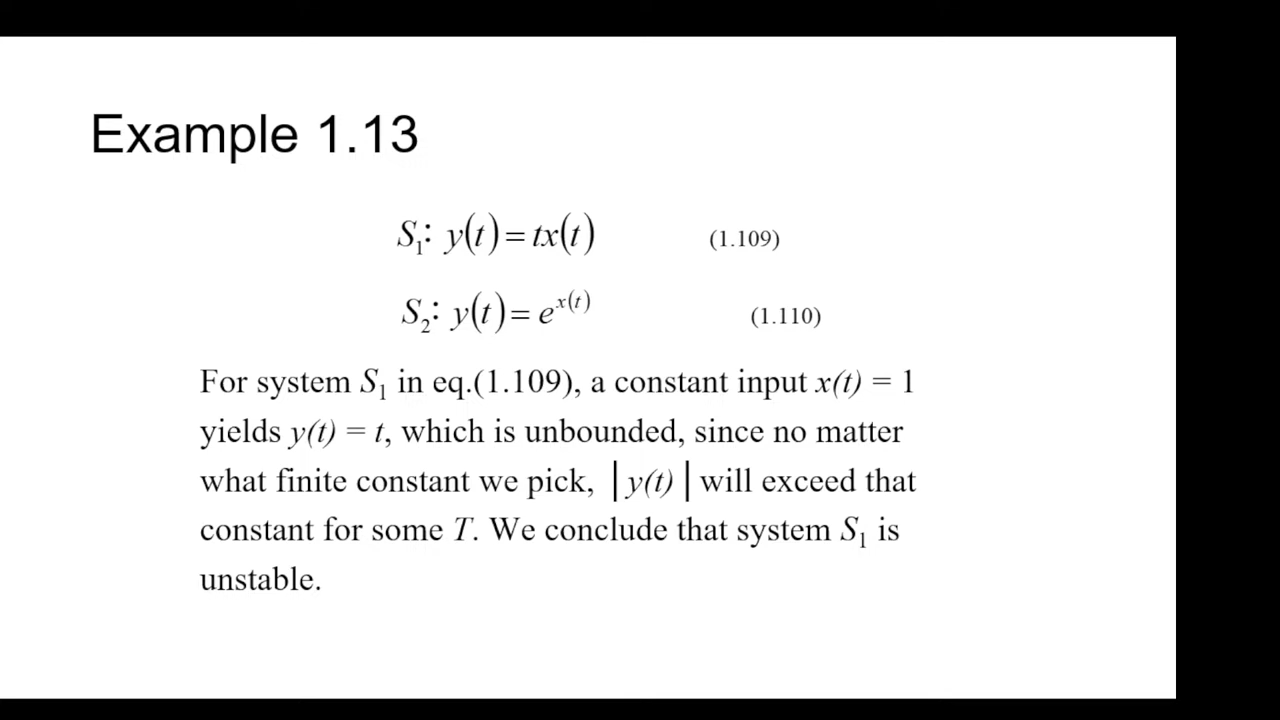 Example 1.13
S₁: y(t) = tx(t) (1.109)
S₂: y(t) = e^{x(t)} (1.110)
For system S₁ in eq.(1.109), a constant input x(t) = 1
yields y(t) = t, which is unbounded, since no matter
what finite constant we pick, |y(t)| will exceed that
constant for some T. We conclude that system S₁ is
unstable.